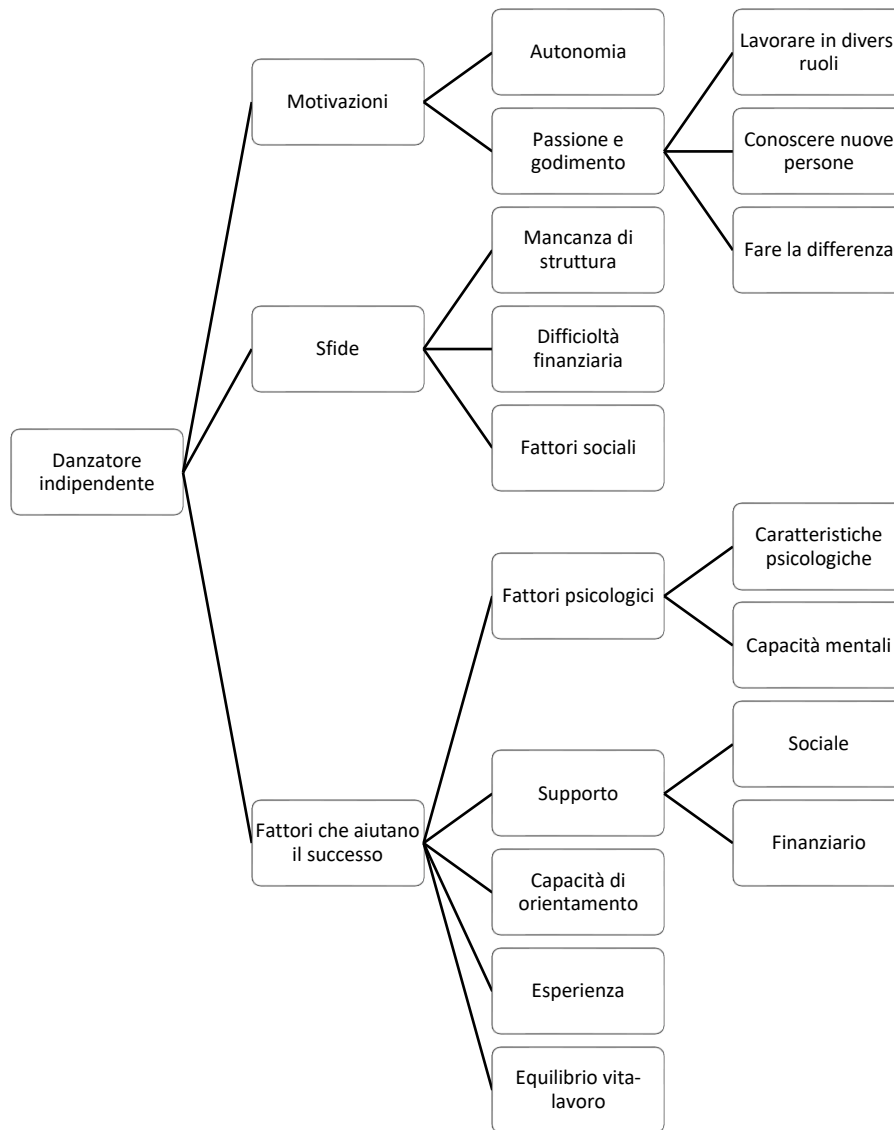 Danzatore
indipendente
Motivazioni
Autonomia
Passione e
godimento
Lavorare in divers
ruoli
Conoscere nuove
persone
Fare la differenza
Sfide
Mancanza di
struttura
Difficioltà
finanziaria
Fattori sociali
Fattori che aiutano
il successo
Fattori psicologici
Caratteristiche
psicologiche
Capacità mentali
Supporto
Sociale
Finanziario
Capacità di
orientamento
Esperienza
Equilibrio vita-
lavoro